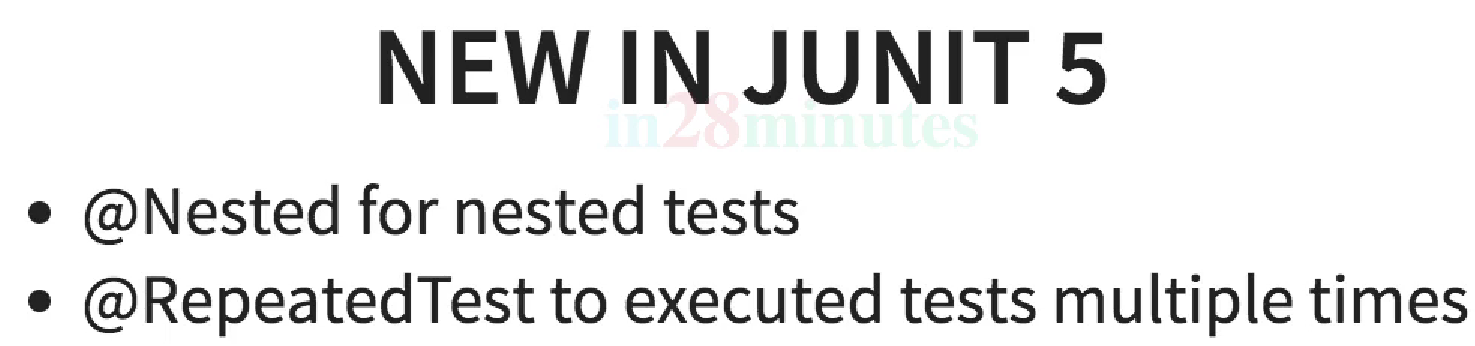 NEW IN JUNIT 5
in28minutes
• @Nested for nested tests
• @RepeatedTest to executed tests multiple times